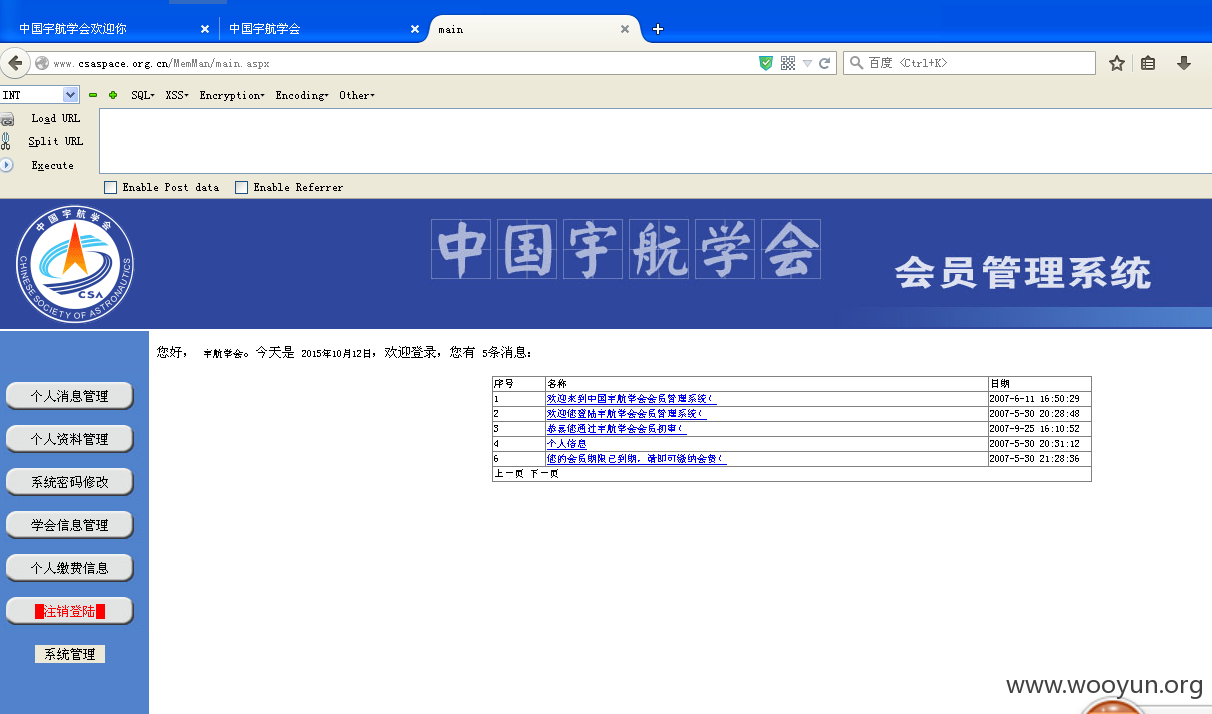 中国宇航学会欢迎你 中国宇航学会 main
www.csaspace.org.cn/MemMan/main.aspx 百度 <Ctrl+K>
INT SQL XSS Encryption Encoding Other
Load URL
Split URL
Execute
Enable Post data Enable Referrer
中国宇航学会
CHINESE SOCIETY OF ASTRONAUTICS
CSA
中国宇航学会
会员管理系统
您好， 宇航学会。今天是 2015年10月12日，欢迎登录，您有 5条消息：
序号 名称 日期
1 欢迎来到中国宇航学会会员管理系统！ 2007-6-11 16:50:29
2 欢迎您登陆宇航学会会员管理系统！ 2007-5-30 20:28:48
3 恭喜您通过宇航学会会员初审！ 2007-9-25 16:10:52
4 个人信息 2007-5-30 20:31:12
6 您的会员期限已到期，请即可缴纳会费！ 2007-5-30 21:28:36
上一页 下一页
个人消息管理
个人资料管理
系统密码修改
学会信息管理
个人缴费信息
注销登陆
系统管理
www.wooyun.org